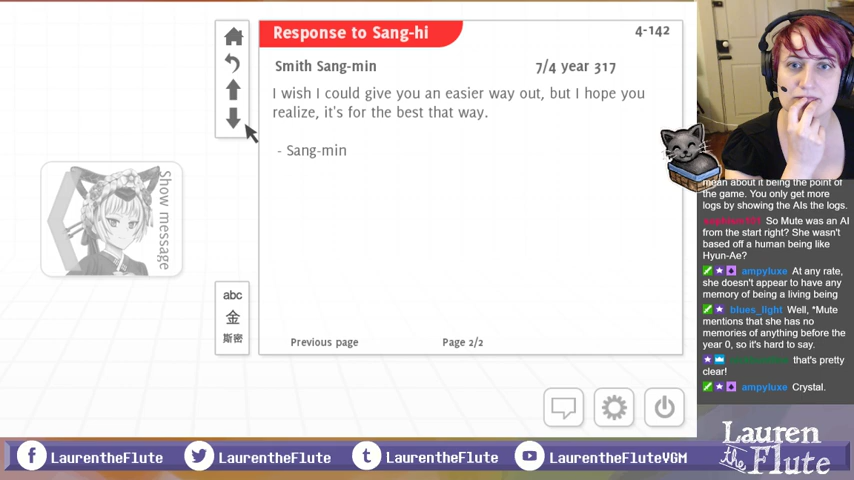 Response to Sang-hi
4-142
Smith Sang-min
7/4 year 317
I wish I could give you an easier way out, but I hope you
realize, it's for the best that way.
- Sang-min
Show message
abc
金
斯密
Previous page
Page 2/2
mean about it being the point of
the game. You only get more
logs by showing the AIs the logs.
So Mute was an AI
from the start right? She wasn't
based off a human being like
Hyun-Ae?
ampyluxe At any rate,
she doesn't appear to have any
memory of being a living being
blues_light Well, *Mute
mentions that she has no
memories of anything before the
year 0, so it's hard to say.
that's pretty
clear!
ampyluxe Crystal.
LaurentheFlute
LaurentheFlute
LaurentheFlute
LaurentheFluteVGM
Lauren
the Flute